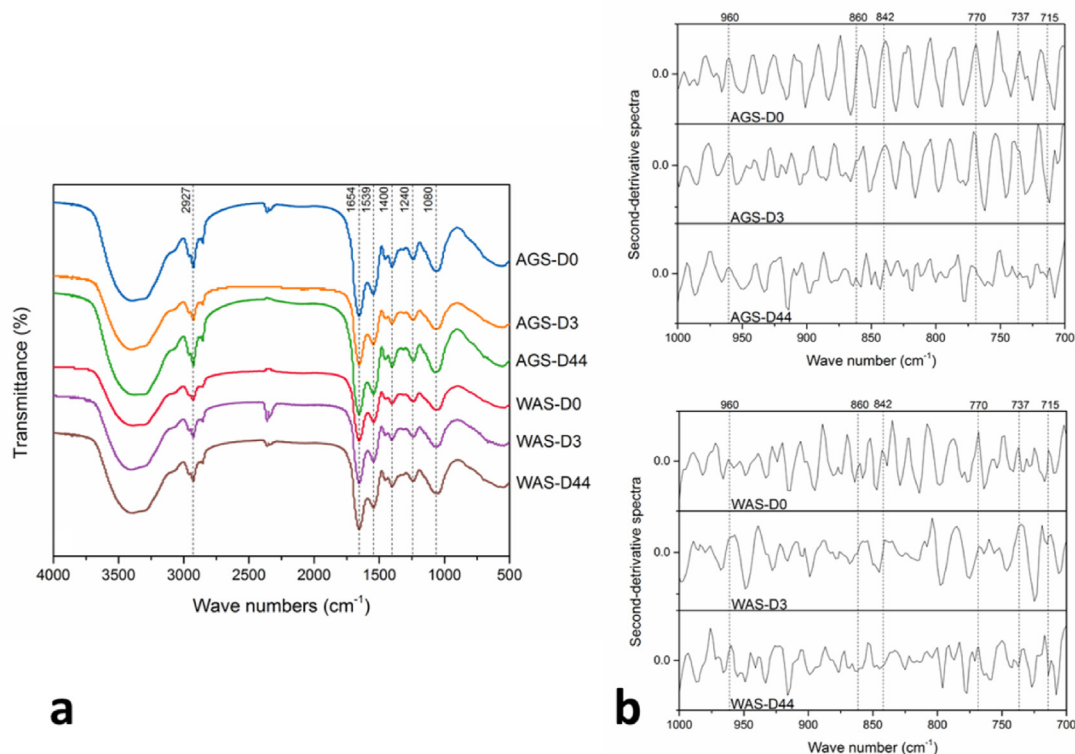 2927
1654
1539
1400
1240
1080
AGS-D0
AGS-D3
AGS-D44
WAS-D0
WAS-D3
WAS-D44
Transmittance (%)
4000 3500 3000 2500 2000 1500 1000 500
Wave numbers (cm⁻¹)
a
960 860 842 770 737 715
0.0
AGS-D0
0.0
AGS-D3
0.0
AGS-D44
Second-detrivative spectra
1000 950 900 850 800 750 700
Wave number (cm⁻¹)
960 860 842 770 737 715
0.0
WAS-D0
0.0
WAS-D3
0.0
WAS-D44
Second-detrivative spectra
1000 950 900 850 800 750 700
Wave number (cm⁻¹)
b